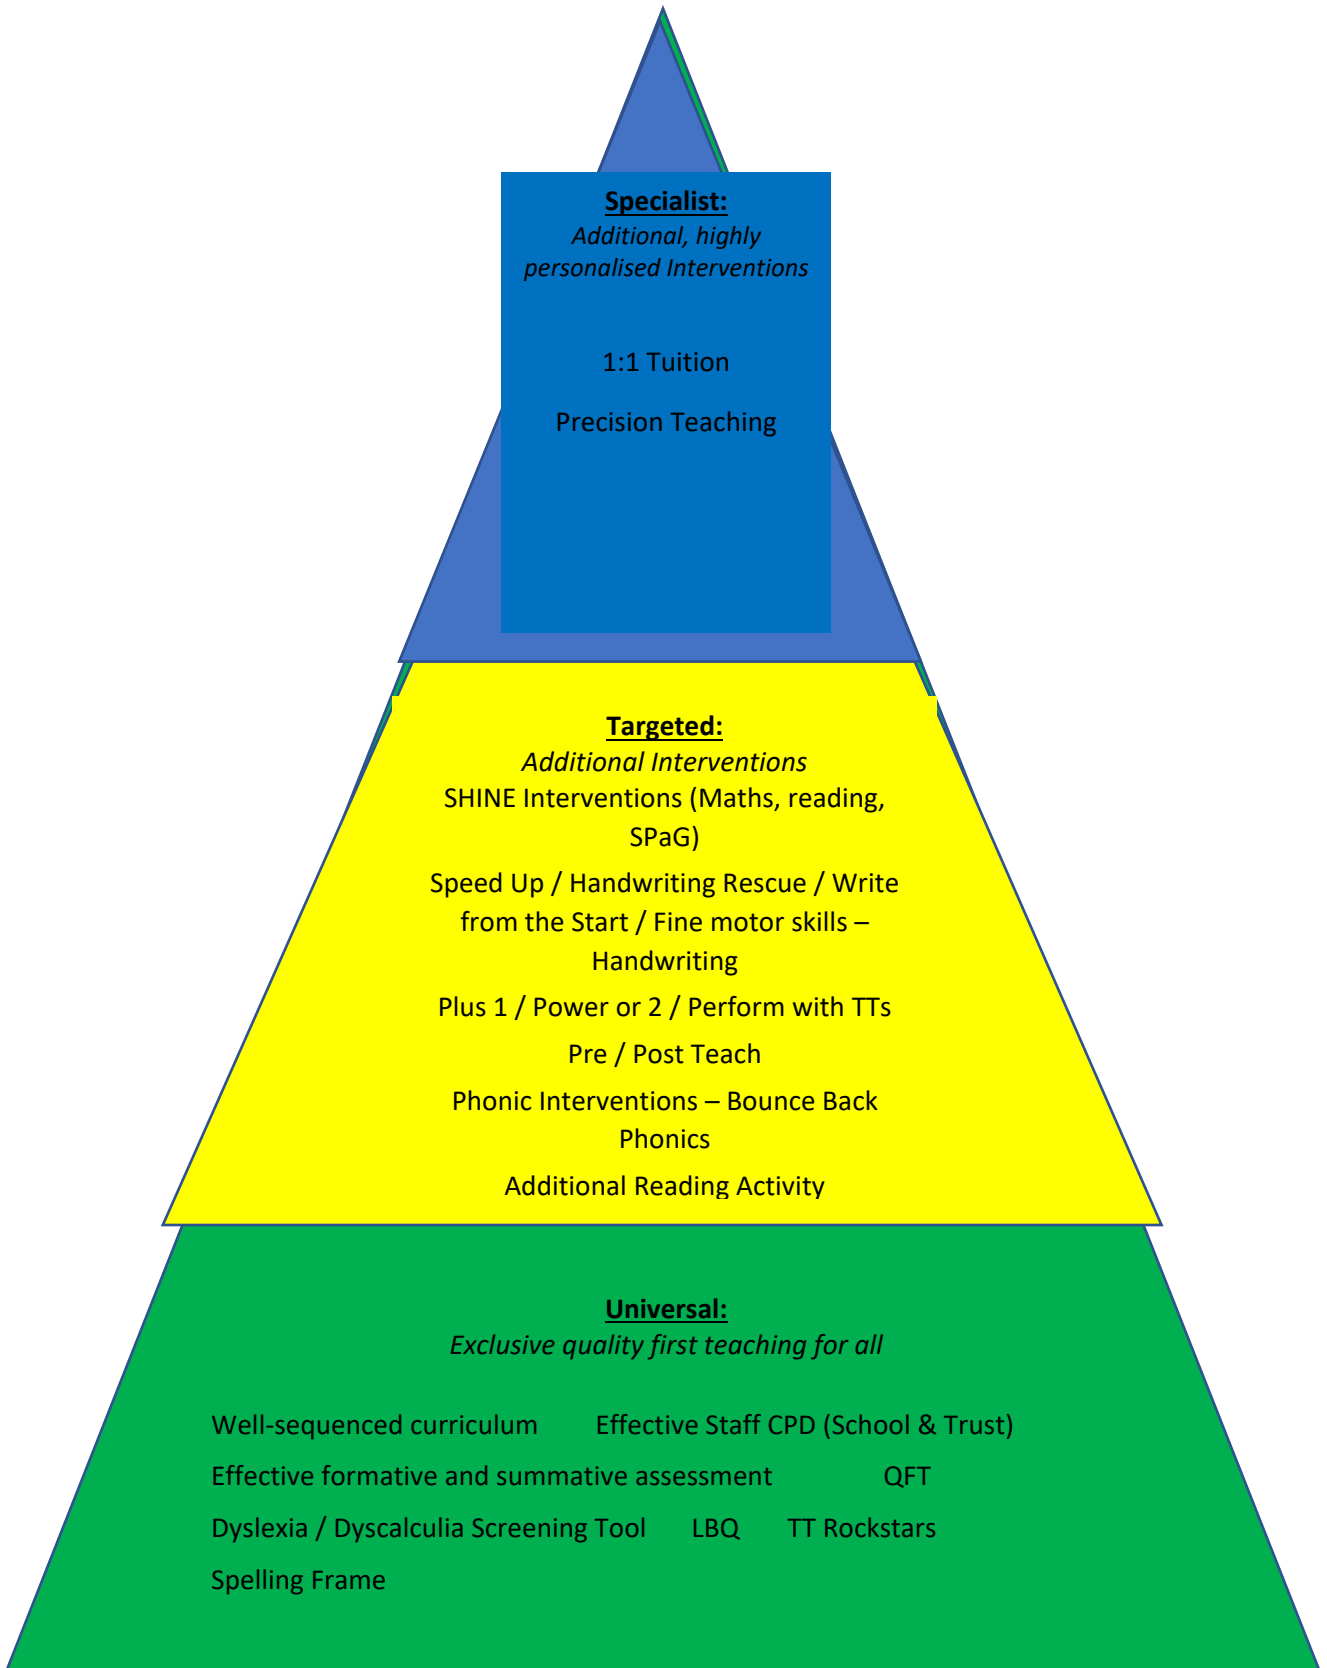 Specialist:
Additional, highly
personalised Interventions
1:1 Tuition
Precision Teaching
Targeted:
Additional Interventions
SHINE Interventions (Maths, reading,
SPaG)
Speed Up / Handwriting Rescue / Write
from the Start / Fine motor skills –
Handwriting
Plus 1 / Power or 2 / Perform with TTs
Pre / Post Teach
Phonic Interventions – Bounce Back
Phonics
Additional Reading Activity
Universal:
Exclusive quality first teaching for all
Well-sequenced curriculum Effective Staff CPD (School & Trust)
Effective formative and summative assessment QFT
Dyslexia / Dyscalculia Screening Tool LBQ TT Rockstars
Spelling Frame